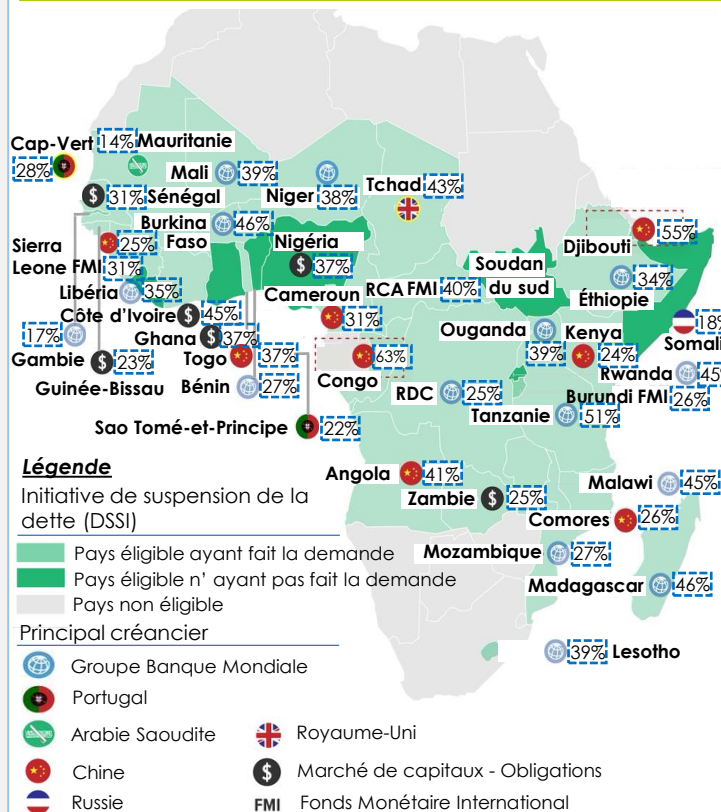 Cap-Vert 14% Mauritanie
28%
Mali 39%
Niger 38%
Tchad 43%
$ 31% Sénégal
Burkina 46%
Faso
Nigéria
$ 37%
Sierra 25%
Leone FMI 31%
Libéria 35%
Côte d'Ivoire $ 45%
Ghana $ 37%
17%
Gambie
$ 23%
Guinée-Bissau
Togo 37%
Bénin 27%
Sao Tomé-et-Principe 22%
Cameroun
31%
RCA FMI 40%
Soudan
du sud
55%
Djibouti
34%
Éthiopie
18%
Somali
Ouganda
39%
Kenya
24%
Rwanda 45
Burundi FMI 26%
63%
Congo
RDC 25%
Tanzanie 51%
Angola 41%
Zambie $ 25%
Malawi 45%
Comores 26%
Mozambique 27%
Madagascar 46%
39% Lesotho
Légende
Initiative de suspension de la
dette (DSSI)
Pays éligible ayant fait la demande
Pays éligible n' ayant pas fait la demande
Pays non éligible
Principal créancier
Groupe Banque Mondiale
Portugal
Arabie Saoudite
Royaume-Uni
Chine
$ Marché de capitaux - Obligations
Russie
FMI Fonds Monétaire International